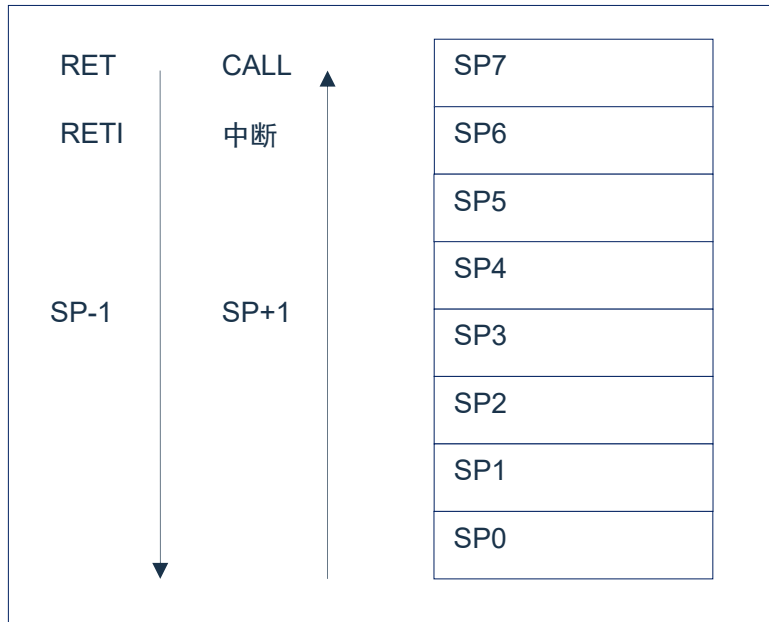 RET CALL SP7
RETI 中断 SP6
SP5
SP4
SP-1 SP+1 SP3
SP2
SP1
SP0